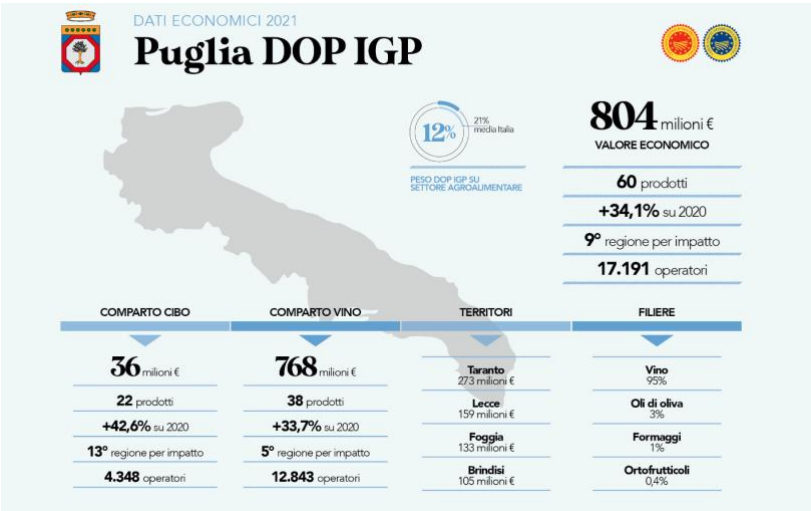 DATI ECONOMICI 2021
Puglia DOP IGP
12%
21%
media Italia
PESO DOP IGP SU
SETTORE AGROALIMENTARE
804 milioni €
VALORE ECONOMICO
60 prodotti
+34,1% su 2020
9° regione per impatto
17.191 operatori
COMPARTO CIBO
36 milioni €
22 prodotti
+42,6% su 2020
13° regione per impatto
4.348 operatori
COMPARTO VINO
768 milioni €
38 prodotti
+33,7% su 2020
5° regione per impatto
12.843 operatori
TERRITORI
Taranto
273 milioni €
Lecce
159 milioni €
Foggia
133 milioni €
Brindisi
105 milioni €
FILIERE
Vino
95%
Oli di oliva
3%
Formaggi
1%
Ortofrutticoli
0,4%